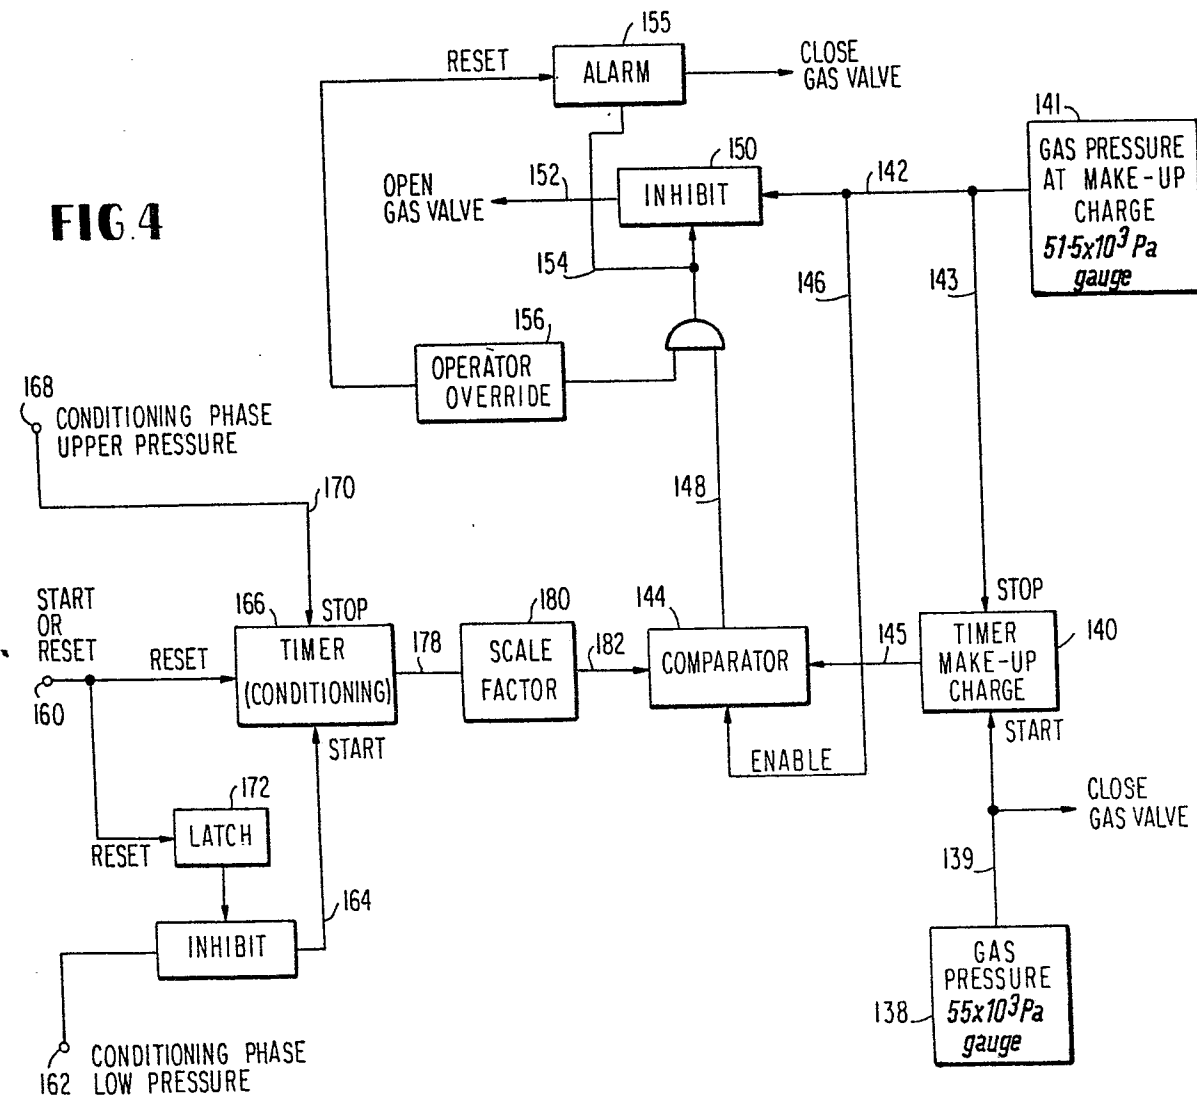 155
RESET
ALARM
CLOSE
GAS VALVE
141
GAS PRESSURE
AT MAKE-UP
CHARGE
51·5x10³ Pa
gauge
150
142
152
OPEN
GAS VALVE
INHIBIT
FIG.4
154
146
143
156
OPERATOR
OVERRIDE
168
CONDITIONING PHASE
UPPER PRESSURE
170
148
START
OR
RESET
166
STOP
180
144
STOP
RESET
TIMER
(CONDITIONING)
178
SCALE
FACTOR
182
COMPARATOR
145
TIMER
MAKE-UP
CHARGE
140
160
START
START
ENABLE
172
LATCH
RESET
CLOSE
GAS VALVE
139
164
INHIBIT
GAS
PRESSURE
55x10³Pa
gauge
138
162
CONDITIONING PHASE
LOW PRESSURE